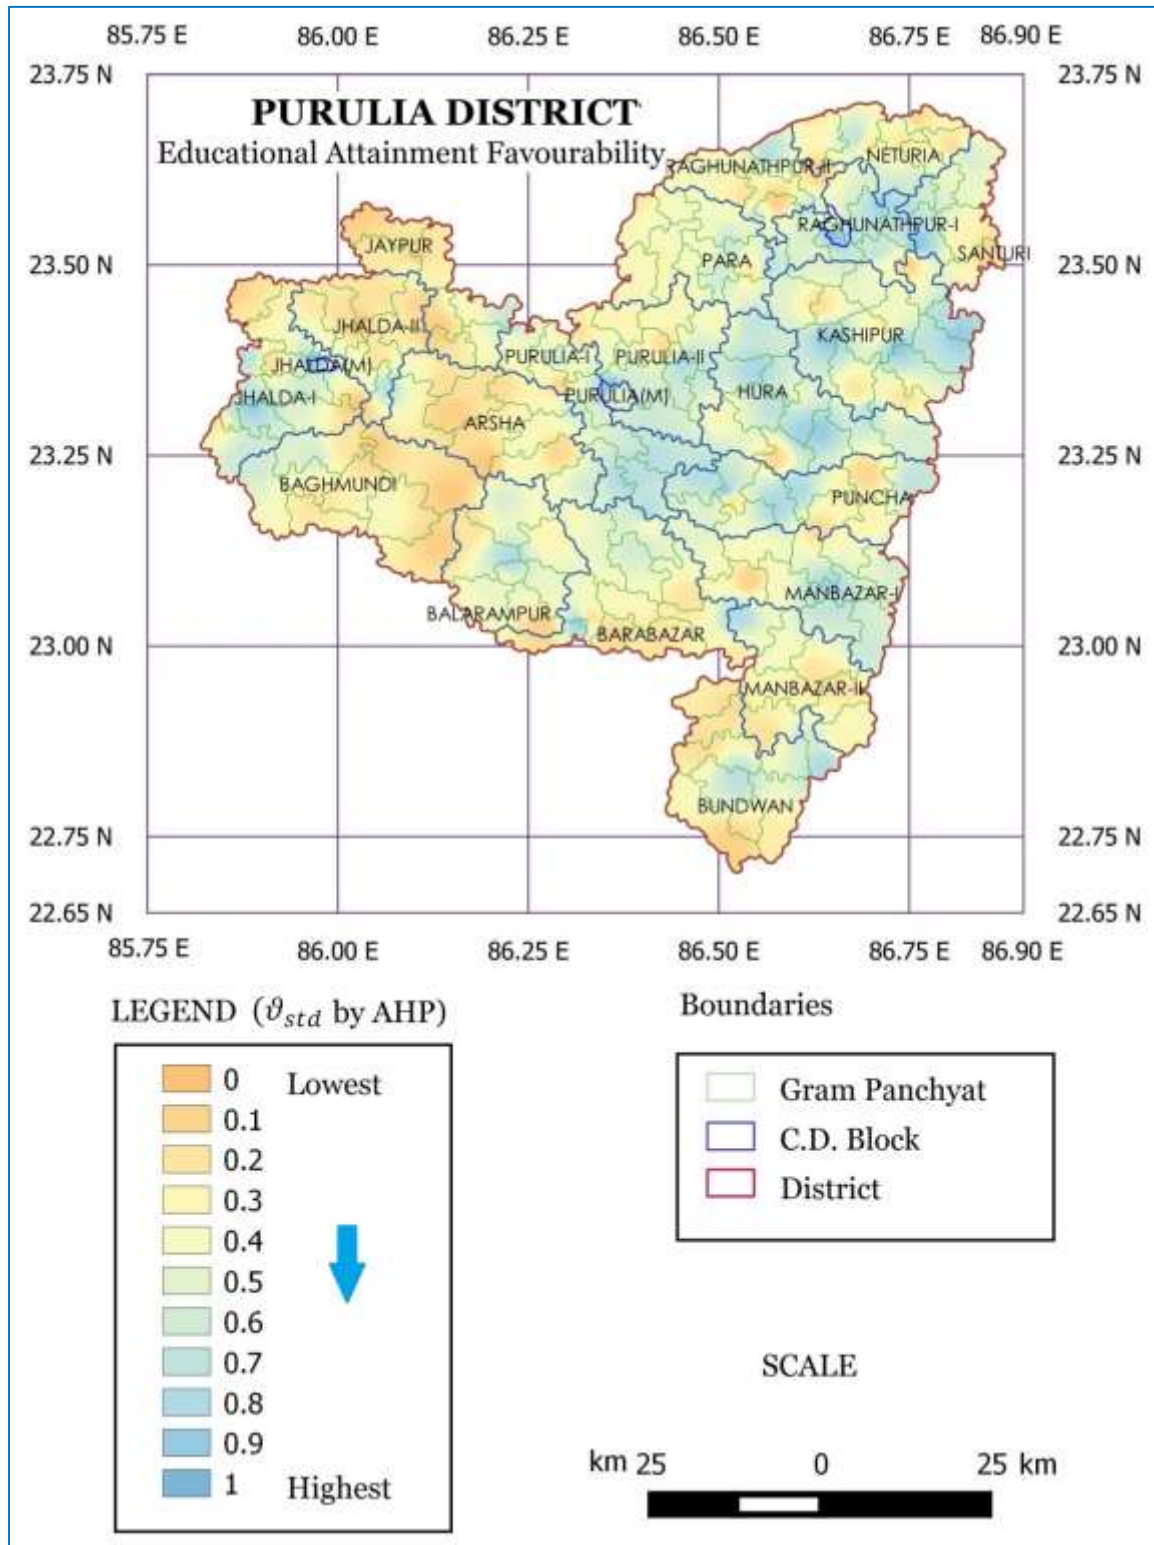 85.75 E 86.00 E 86.25 E 86.50 E 86.75 E 86.90 E
23.75 N 23.75 N
PURULIA DISTRICT
Educational Attainment Favourability
RAGHUNATHPUR-II
NETURIA
RAGHUNATHPUR-I
SANTURI
JAYPUR
PARA
23.50 N 23.50 N
JHALDA-II
KASHIPUR
PURULIA-I
PURULIA-II
JHALDA(M)
JHALDA-I
HURA
PURULIA(M)
ARSHA
23.25 N 23.25 N
BAGHMUNDI
PUNCHA
MANBAZAR-I
BALARAMPUR
BARABAZAR
23.00 N 23.00 N
MANBAZAR-II
BUNDWAN
22.75 N 22.75 N
22.65 N 22.65 N
85.75 E 86.00 E 86.25 E 86.50 E 86.75 E 86.90 E
LEGEND (ϑstd by AHP)
0 Lowest
0.1
0.2
0.3
0.4
0.5
0.6
0.7
0.8
0.9
1 Highest
Boundaries
Gram Panchyat
C.D. Block
District
SCALE
km 25 0 25 km